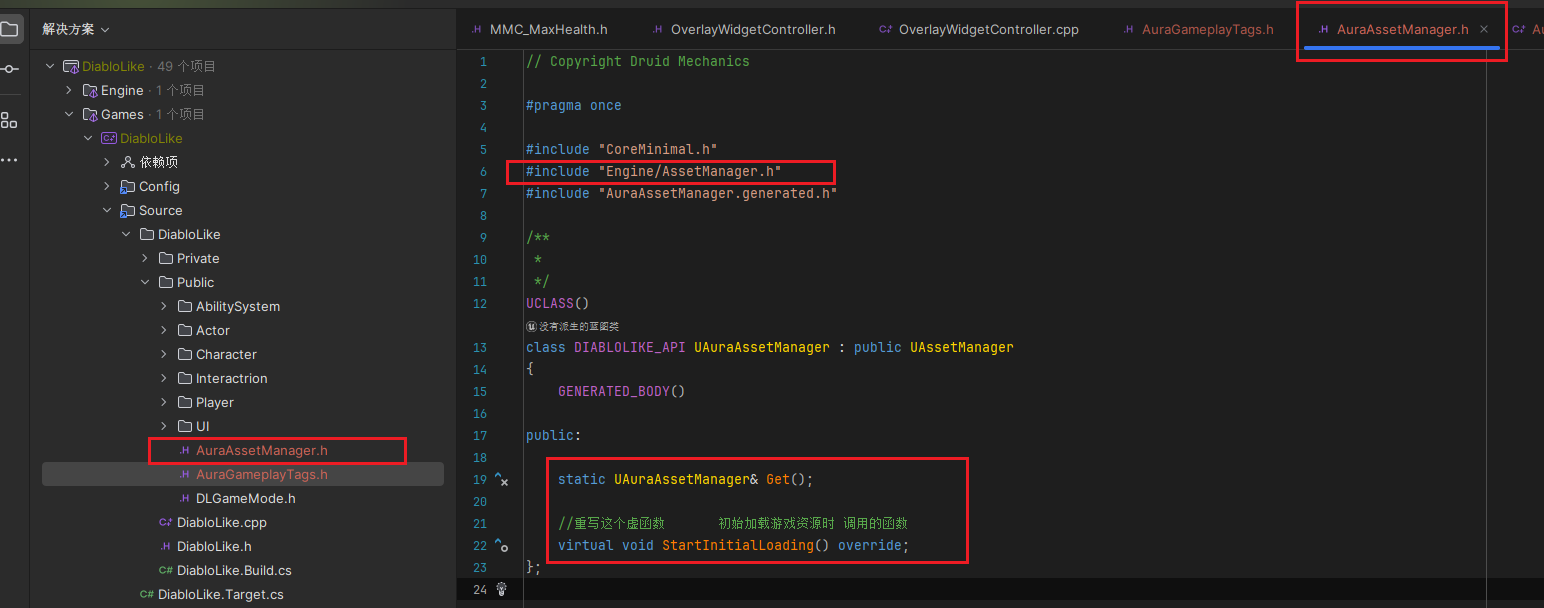 解决方案
MMC_MaxHealth.h
OverlayWidgetController.h
OverlayWidgetController.cpp
AuraGameplayTags.h
AuraAssetManager.h
DiabloLike · 49 个项目
Engine · 1 个项目
Games · 1 个项目
DiabloLike
依赖项
Config
Source
DiabloLike
Private
Public
AbilitySystem
Actor
Character
Interactrion
Player
UI
AuraAssetManager.h
AuraGameplayTags.h
DLGameMode.h
DiabloLike.cpp
DiabloLike.h
DiabloLike.Build.cs
DiabloLike.Target.cs
1 // Copyright Druid Mechanics
2
3 #pragma once
4
5 #include "CoreMinimal.h"
6 #include "Engine/AssetManager.h"
7 #include "AuraAssetManager.generated.h"
8
9 /**
10 *
11 */
12 UCLASS()
没有派生的蓝图类
13 class DIABLOLIKE_API UAuraAssetManager : public UAssetManager
14 {
15 GENERATED_BODY()
16
17 public:
18
19 static UAuraAssetManager& Get();
20
21 //重写这个虚函数 初始加载游戏资源时 调用的函数
22 virtual void StartInitialLoading() override;
23 };
24